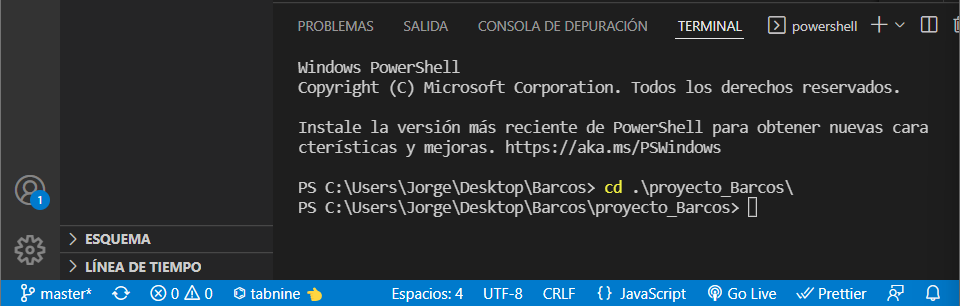 PROBLEMAS SALIDA CONSOLA DE DEPURACIÓN TERMINAL powershell
Windows PowerShell
Copyright (C) Microsoft Corporation. Todos los derechos reservados.
Instale la versión más reciente de PowerShell para obtener nuevas cara
cterísticas y mejoras. https://aka.ms/PSWindows
PS C:\Users\Jorge\Desktop\Barcos> cd .\proyecto_Barcos\
PS C:\Users\Jorge\Desktop\Barcos\proyecto_Barcos>
1
ESQUEMA
LÍNEA DE TIEMPO
master* 0 0 tabnine Espacios: 4 UTF-8 CRLF {} JavaScript Go Live Prettier